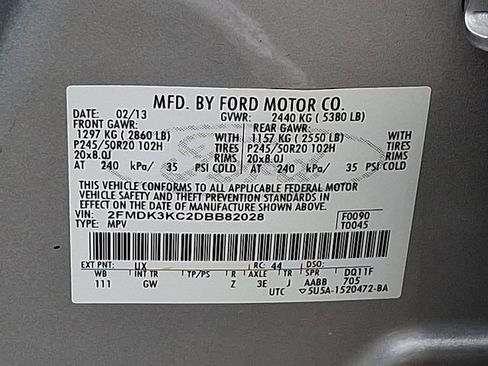 MFD. BY FORD MOTOR CO.
DATE: 02/13 GVWR: 2440 KG ( 5380 LB)
FRONT GAWR: REAR GAWR:
1297 KG ( 2860 LB) WITH 1157 KG ( 2550 LB) WITH
P245/50R20 102H TIRES P245/50R20 102H TIRES
20x8.0J RIMS 20x8.0J RIMS
AT 240 kPa/ 35 PSI COLD AT 240 kPa/ 35 PSI COLD
THIS VEHICLE CONFORMS TO ALL APPLICABLE FEDERAL MOTOR
VEHICLE SAFETY AND THEFT PREVENTION STANDARDS IN
EFFECT ON THE DATE OF MANUFACTURE SHOWN ABOVE.
VIN: 2FMDK3KC2DBB82028 F0090
TYPE: MPV T0045
EXT PNT: UX RC: 44 DSO:
WB INT TR TP/PS R AXLE TR SPR DQ11F
111 GW Z 3E J AABB 705
UTC ▽5U5A-1520472-BA